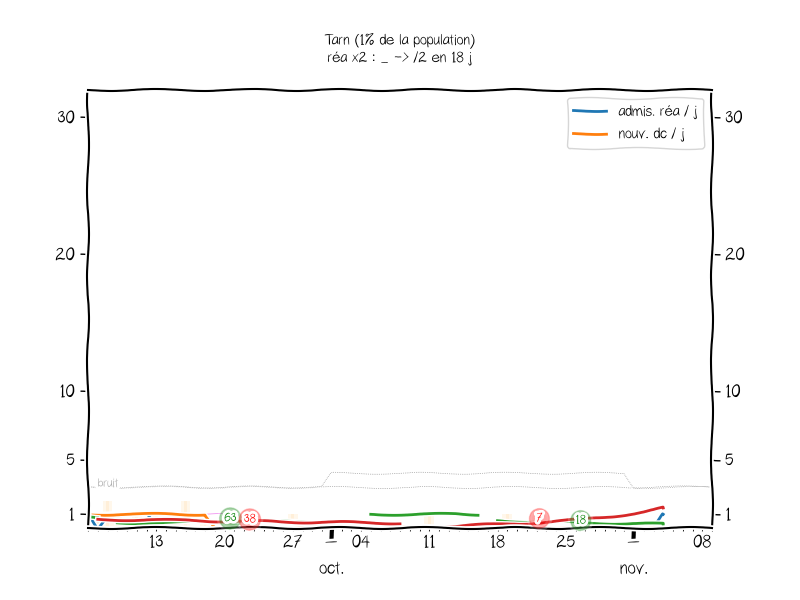 Tarn (1% de la population)
réa x2 : _ -> /2 en 18 j
admis. réa / j
nouv. dc / j
30 30
20 20
10 10
5 5
bruit
1 1
63 38 7 18
13 20 27 04 11 18 25 08
oct. nov.